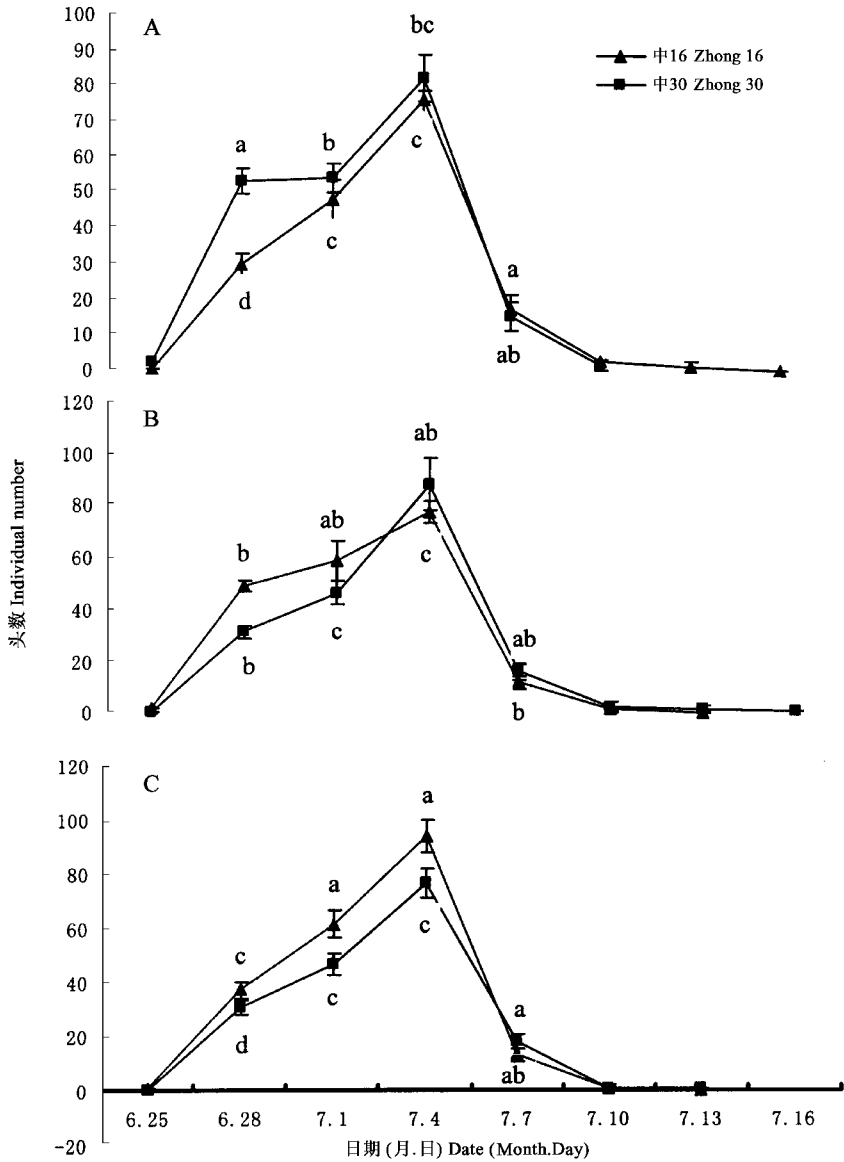 A
100
90
80
70
60
50
40
30
20
10
0
bc
a
b
c
d
c
a
ab
中16 Zhong 16
中30 Zhong 30
B
120
100
80
60
40
20
0
ab
ab
b
c
c
b
ab
b
头数 Individual number
C
120
100
80
60
40
20
0
-20
a
a
c
c
c
d
a
ab
6.25 6.28 7.1 7.4 7.7 7.10 7.13 7.16
日期(月.日) Date (Month.Day)